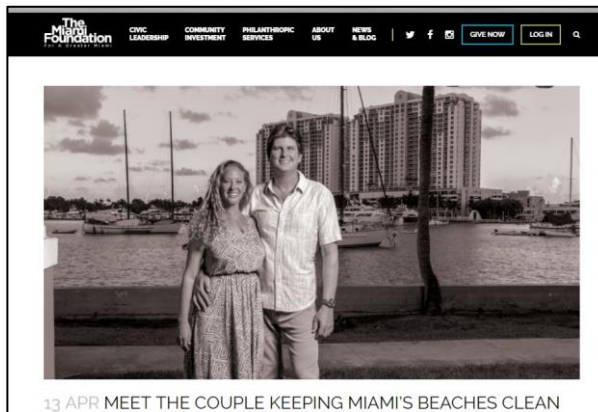 The
Miami
Foundation
For A Greater Miami
CIVIC
LEADERSHIP
COMMUNITY
INVESTMENT
PHILANTHROPIC
SERVICES
ABOUT
US
NEWS
& BLOG
GIVE NOW
LOG IN
13 APR MEET THE COUPLE KEEPING MIAMI'S BEACHES CLEAN